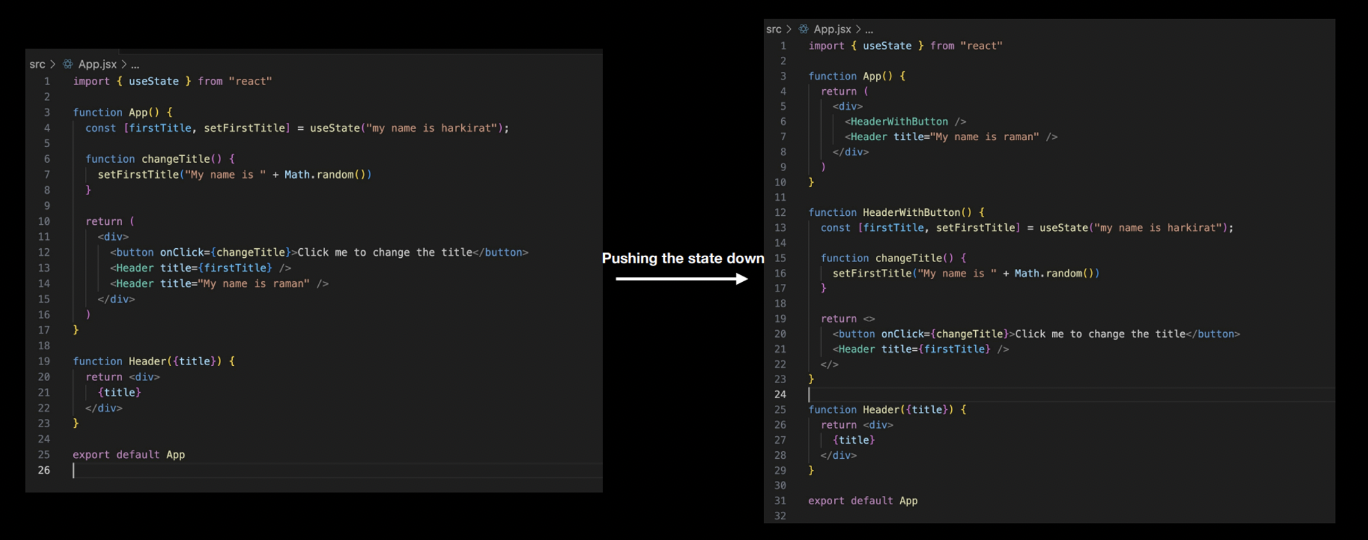 src > App.jsx > ...
1 import { useState } from "react"
2
3 function App() {
4 const [firstTitle, setFirstTitle] = useState("my name is harkirat");
5
6 function changeTitle() {
7 setFirstTitle("My name is " + Math.random())
8 }
9
10 return (
11 <div>
12 <button onClick={changeTitle}>Click me to change the title</button>
13 <Header title={firstTitle} />
14 <Header title="My name is raman" />
15 </div>
16 )
17 }
18
19 function Header({title}) {
20 return <div>
21 {title}
22 </div>
23 }
24
25 export default App
26
Pushing the state down
src > App.jsx > ...
1 import { useState } from "react"
2
3 function App() {
4 return (
5 <div>
6 <HeaderWithButton />
7 <Header title="My name is raman" />
8 </div>
9 )
10 }
11
12 function HeaderWithButton() {
13 const [firstTitle, setFirstTitle] = useState("my name is harkirat");
14
15 function changeTitle() {
16 setFirstTitle("My name is " + Math.random())
17 }
18
19 return <>
20 <button onClick={changeTitle}>Click me to change the title</button>
21 <Header title={firstTitle} />
22 </>
23 }
24
25 function Header({title}) {
26 return <div>
27 {title}
28 </div>
29 }
30
31 export default App
32